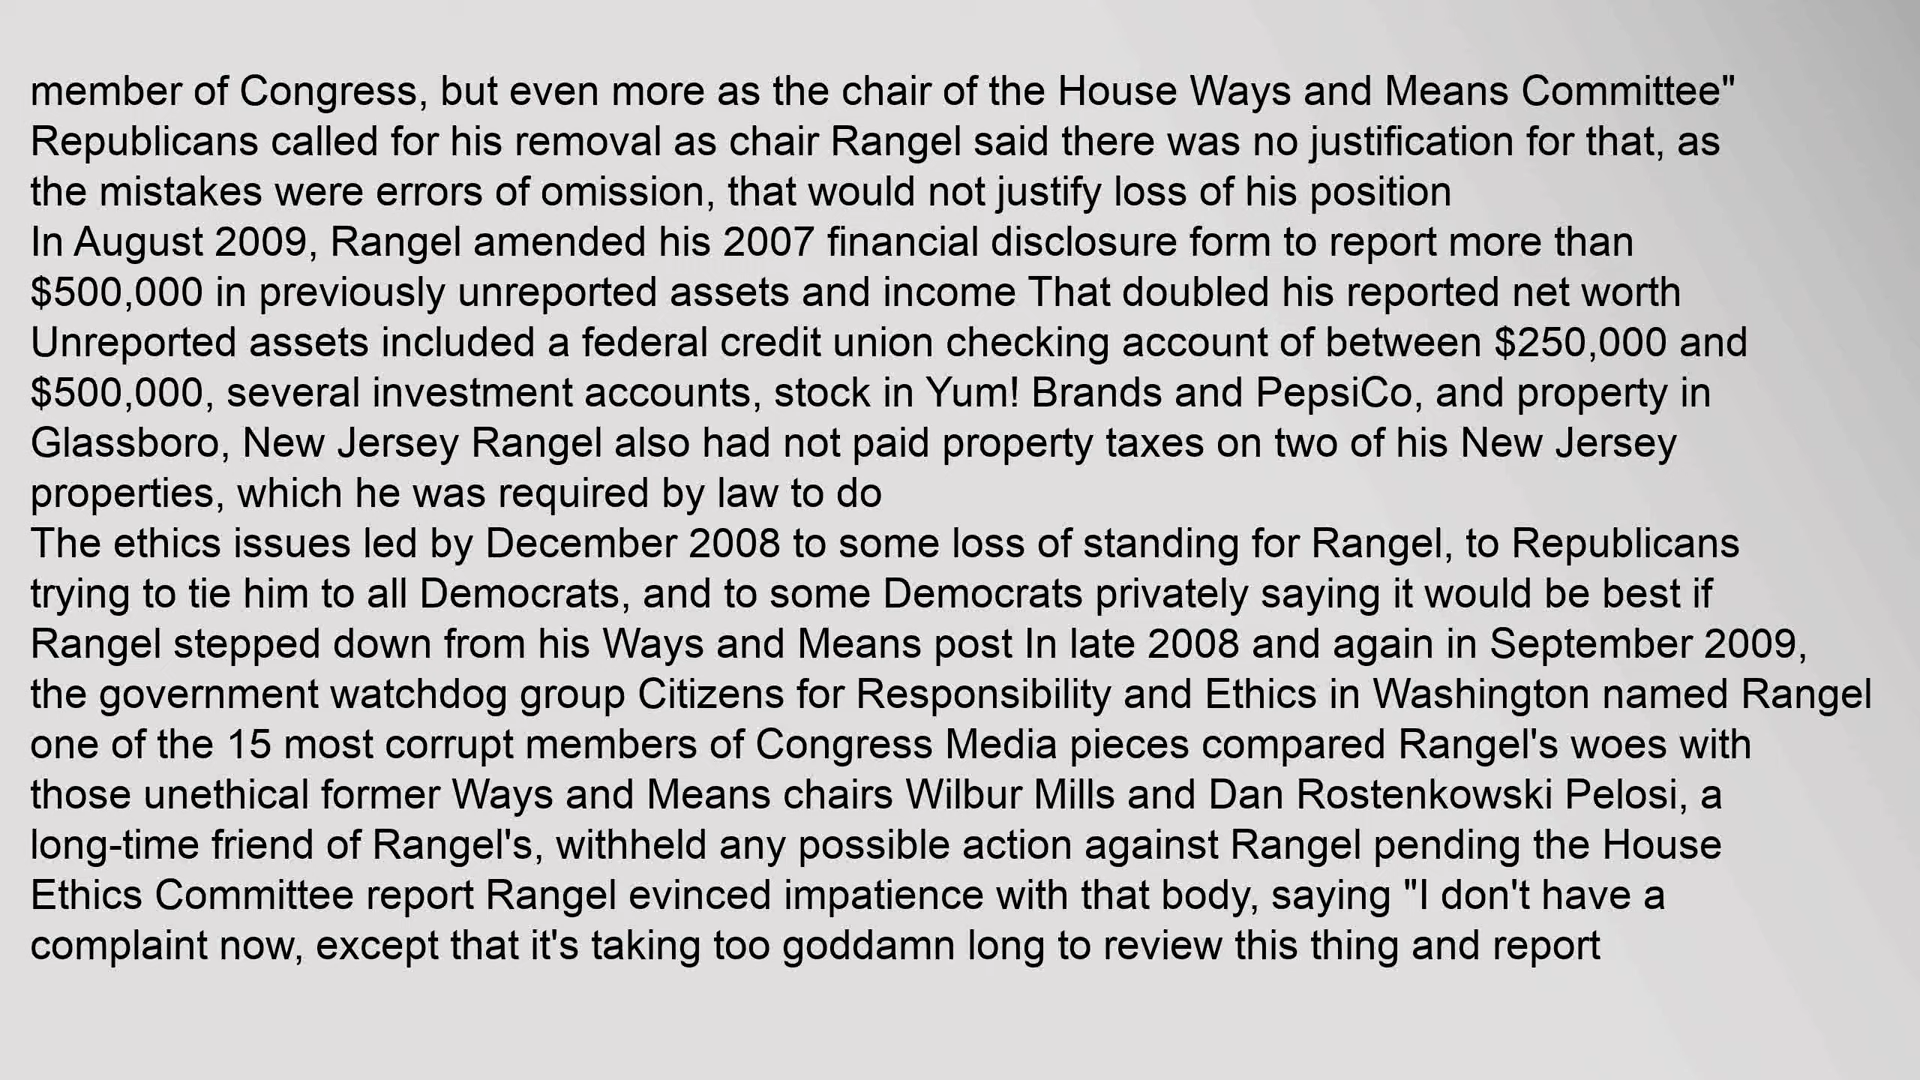 member of Congress, but even more as the chair of the House Ways and Means Committee"
Republicans called for his removal as chair Rangel said there was no justification for that, as
the mistakes were errors of omission, that would not justify loss of his position
In August 2009, Rangel amended his 2007 financial disclosure form to report more than
$500,000 in previously unreported assets and income That doubled his reported net worth
Unreported assets included a federal credit union checking account of between $250,000 and
$500,000, several investment accounts, stock in Yum! Brands and PepsiCo, and property in
Glassboro, New Jersey Rangel also had not paid property taxes on two of his New Jersey
properties, which he was required by law to do
The ethics issues led by December 2008 to some loss of standing for Rangel, to Republicans
trying to tie him to all Democrats, and to some Democrats privately saying it would be best if
Rangel stepped down from his Ways and Means post In late 2008 and again in September 2009,
the government watchdog group Citizens for Responsibility and Ethics in Washington named Rangel
one of the 15 most corrupt members of Congress Media pieces compared Rangel's woes with
those unethical former Ways and Means chairs Wilbur Mills and Dan Rostenkowski Pelosi, a
long-time friend of Rangel's, withheld any possible action against Rangel pending the House
Ethics Committee report Rangel evinced impatience with that body, saying "I don't have a
complaint now, except that it's taking too goddamn long to review this thing and report